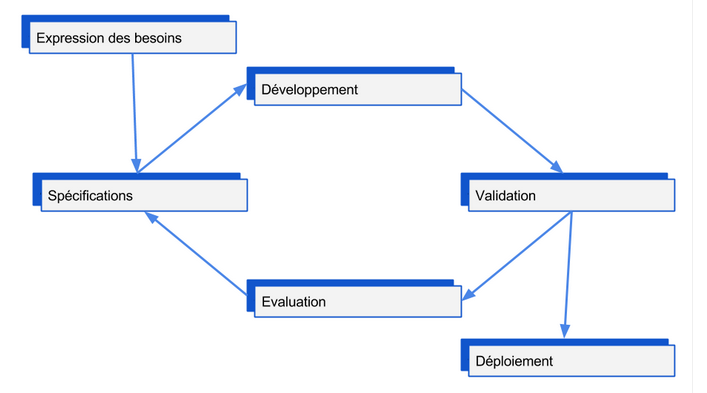 Expression des besoins
Développement
Spécifications
Validation
Evaluation
Déploiement